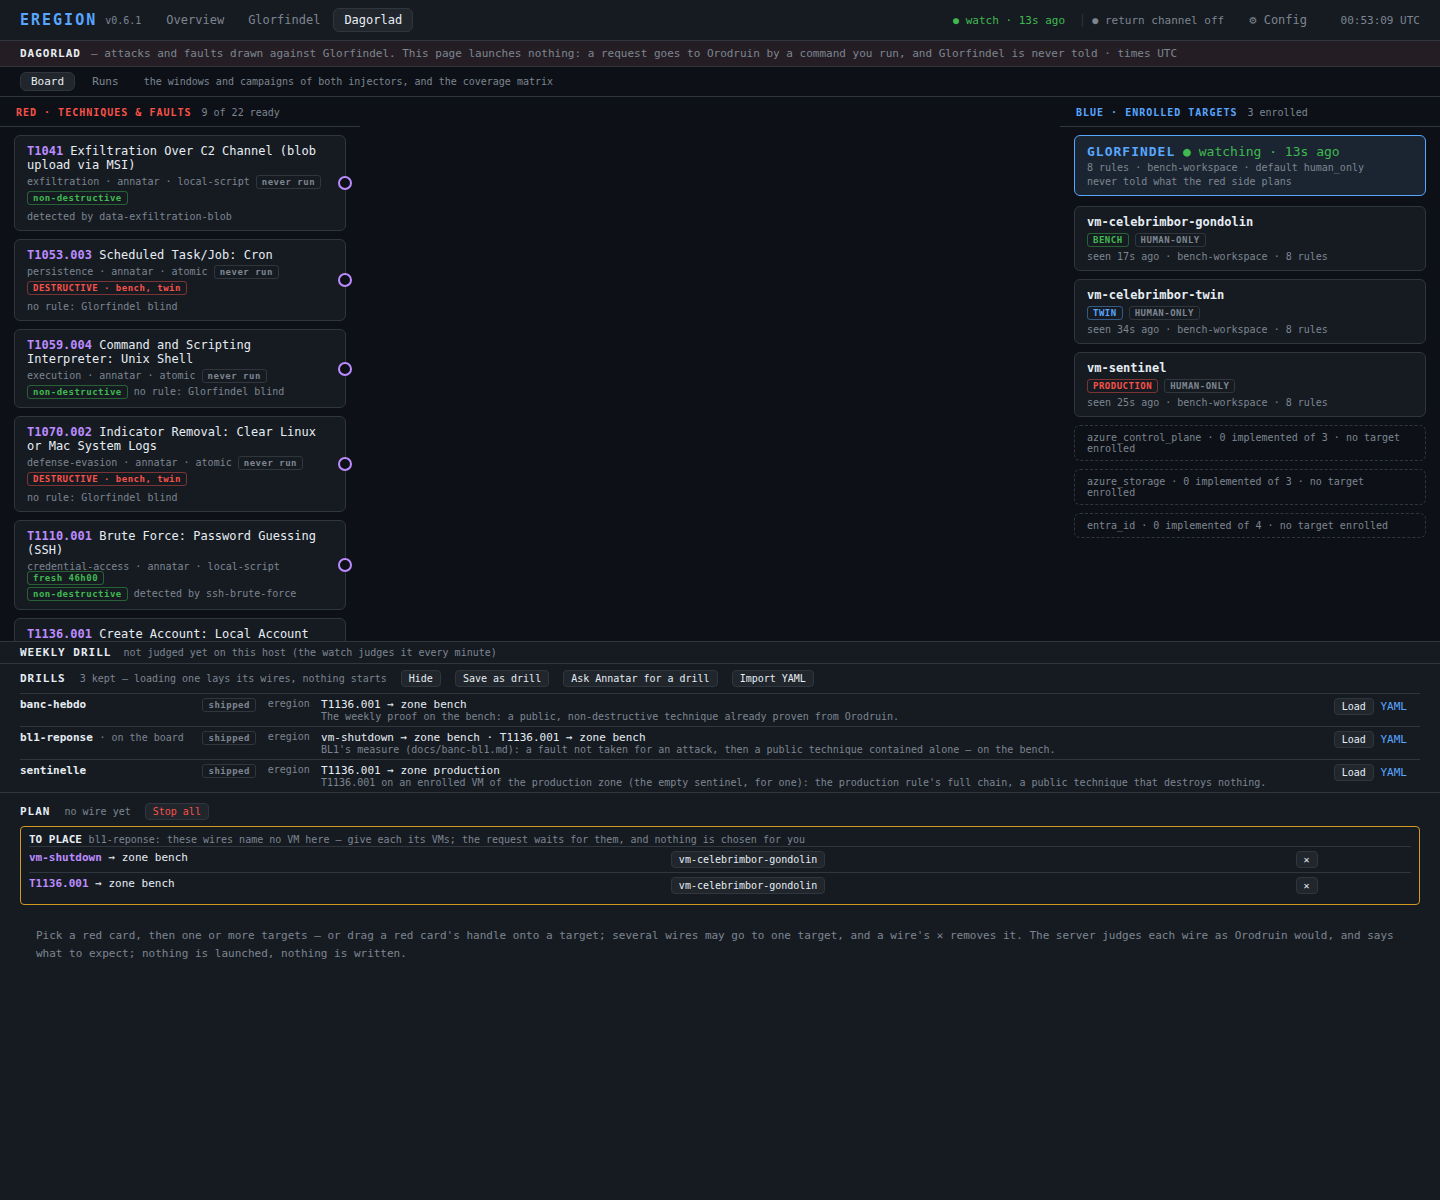 EREGION v0.6.1 Overview Glorfindel Dagorlad ● watch · 13s ago ● return channel off ⚙ Config 00:53:09 UTC
DAGORLAD — attacks and faults drawn against Glorfindel. This page launches nothing: a request goes to Orodruin by a command you run, and Glorfindel is never told · times UTC
Board Runs the windows and campaigns of both injectors, and the coverage matrix
RED · TECHNIQUES & FAULTS 9 of 22 ready
T1041 Exfiltration Over C2 Channel (blob
upload via MSI)
exfiltration · annatar · local-script never run
non-destructive
detected by data-exfiltration-blob
T1053.003 Scheduled Task/Job: Cron
persistence · annatar · atomic never run
DESTRUCTIVE · bench, twin
no rule: Glorfindel blind
T1059.004 Command and Scripting
Interpreter: Unix Shell
execution · annatar · atomic never run
non-destructive no rule: Glorfindel blind
T1070.002 Indicator Removal: Clear Linux
or Mac System Logs
defense-evasion · annatar · atomic never run
DESTRUCTIVE · bench, twin
no rule: Glorfindel blind
T1110.001 Brute Force: Password Guessing
(SSH)
credential-access · annatar · local-script
fresh 46h00
non-destructive detected by ssh-brute-force
T1136.001 Create Account: Local Account
BLUE · ENROLLED TARGETS 3 enrolled
GLORFINDEL ● watching · 13s ago
8 rules · bench-workspace · default human_only
never told what the red side plans
vm-celebrimbor-gondolin
BENCH HUMAN-ONLY
seen 17s ago · bench-workspace · 8 rules
vm-celebrimbor-twin
TWIN HUMAN-ONLY
seen 34s ago · bench-workspace · 8 rules
vm-sentinel
PRODUCTION HUMAN-ONLY
seen 25s ago · bench-workspace · 8 rules
azure_control_plane · 0 implemented of 3 · no target
enrolled
azure_storage · 0 implemented of 3 · no target
enrolled
entra_id · 0 implemented of 4 · no target enrolled
WEEKLY DRILL not judged yet on this host (the watch judges it every minute)
DRILLS 3 kept — loading one lays its wires, nothing starts Hide Save as drill Ask Annatar for a drill Import YAML
banc-hebdo shipped eregion T1136.001 → zone bench Load YAML
The weekly proof on the bench: a public, non-destructive technique already proven from Orodruin.
bl1-reponse · on the board shipped eregion vm-shutdown → zone bench · T1136.001 → zone bench Load YAML
BL1's measure (docs/banc-bl1.md): a fault not taken for an attack, then a public technique contained alone — on the bench.
sentinelle shipped eregion T1136.001 → zone production Load YAML
T1136.001 on an enrolled VM of the production zone (the empty sentinel, for one): the production rule's full chain, a public technique that destroys nothing.
PLAN no wire yet Stop all
TO PLACE bl1-reponse: these wires name no VM here — give each its VMs; the request waits for them, and nothing is chosen for you
vm-shutdown → zone bench vm-celebrimbor-gondolin ×
T1136.001 → zone bench vm-celebrimbor-gondolin ×
Pick a red card, then one or more targets — or drag a red card's handle onto a target; several wires may go to one target, and a wire's × removes it. The server judges each wire as Orodruin would, and says
what to expect; nothing is launched, nothing is written.